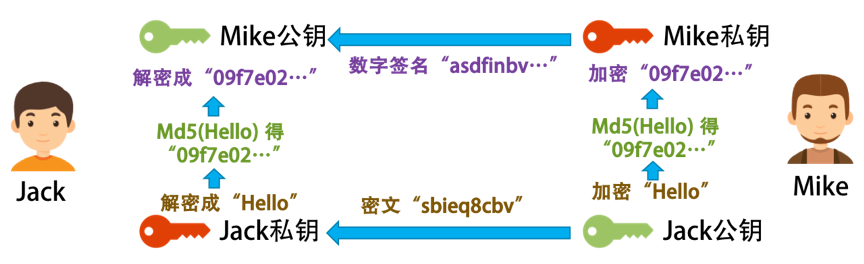 Mike公钥
Mike私钥
数字签名“asdfinbv…”
解密成“09f7e02…”
加密“09f7e02…”
Md5(Hello) 得
“09f7e02…”
Md5(Hello) 得
“09f7e02…”
Jack
Mike
解密成“Hello”
密文“sbieq8cbv”
加密“Hello”
Jack私钥
Jack公钥